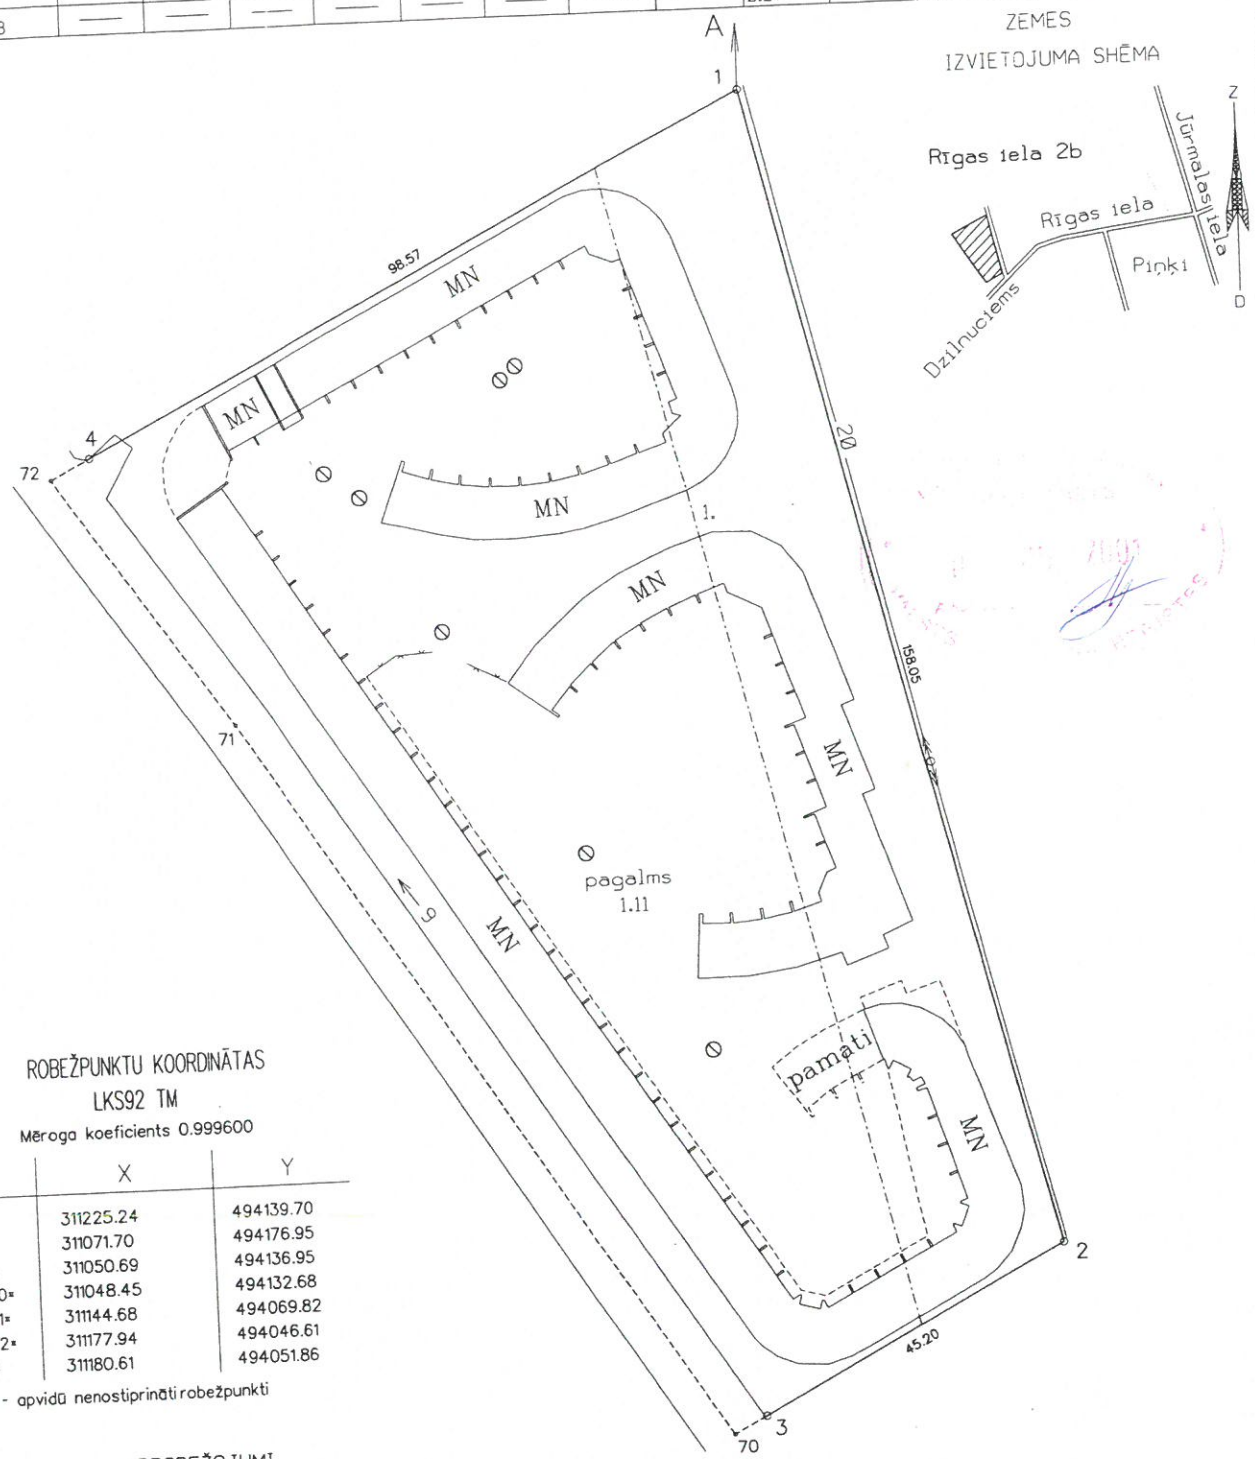 ZEMES
IZVIETOJUMA SHĒMA
A
1
Z
Rīgas iela 2b
Jūrmalas iela
Rīgas iela
Piņķi
D
Dzilnuciems
98.57
MN
MN
4
72
20
MN
1.
MN
158.05
71
MN
pagalms
1.11
9
MN
pamati
MN
2
45.20
3
70
ROBEŽPUNKTU KOORDINĀTAS
LKS92 TM
Mēroga koeficients 0.999600
X Y
311225.24 494139.70
311071.70 494176.95
311050.69 494136.95
311048.45 494132.68
311144.68 494069.82
311177.94 494046.61
311180.61 494051.86
- apvidū nenostiprināti robežpunkti